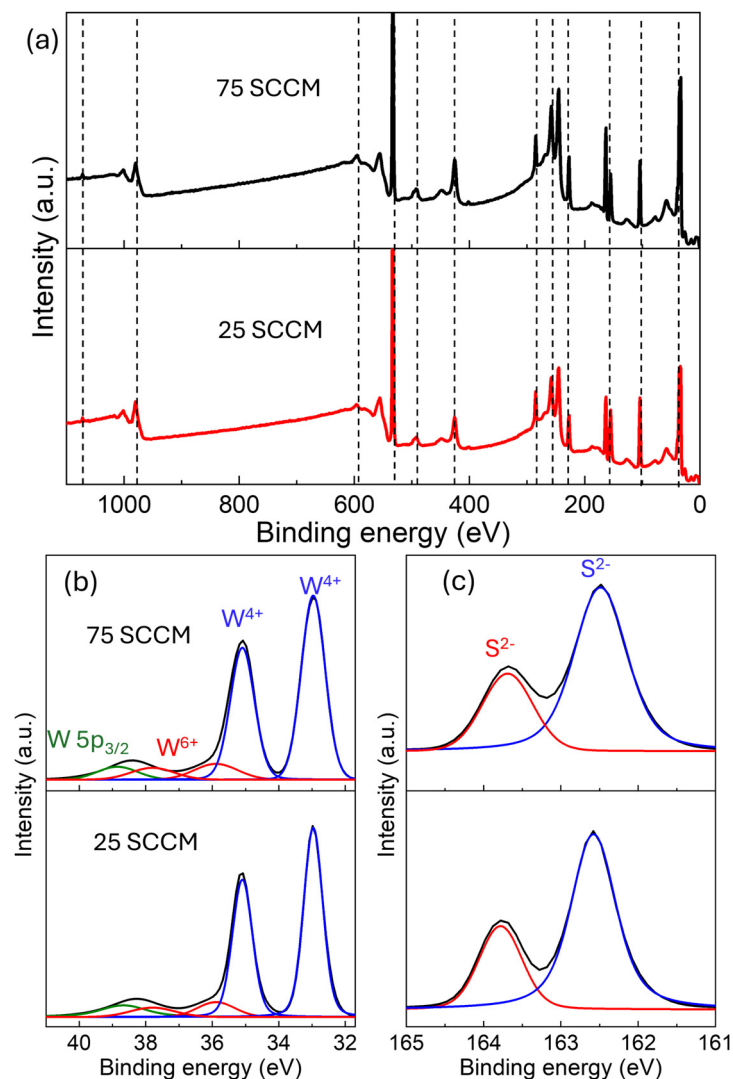 (a)
75 SCCM
25 SCCM
Intensity (a.u.)
1000 800 600 400 200 0
Binding energy (eV)
(b)
W⁴⁺
W⁴⁺
75 SCCM
W 5p₃/₂
W⁶⁺
25 SCCM
Intensity (a.u.)
40 38 36 34 32
Binding energy (eV)
(c)
S²⁻
S²⁻
Intensity (a.u.)
165 164 163 162 161
Binding energy (eV)